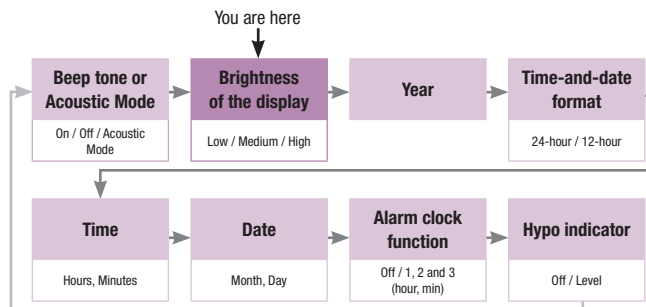 You are here
Beep tone or
Acoustic Mode
On / Off / Acoustic
Mode
Brightness
of the display
Low / Medium / High
Year
Time-and-date
format
24-hour / 12-hour
Time
Hours, Minutes
Date
Month, Day
Alarm clock
function
Off / 1, 2 and 3
(hour, min)
Hypo indicator
Off / Level